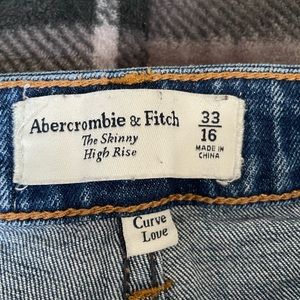 Abercrombie & Fitch
The Skinny
High Rise
33
16
MADE IN
CHINA
Curve
Love